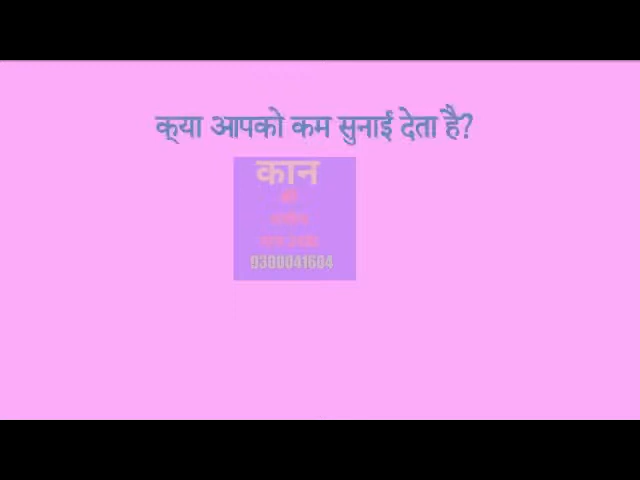 क्या आपको कम सुनाई देता है?
कान
की
9300041604